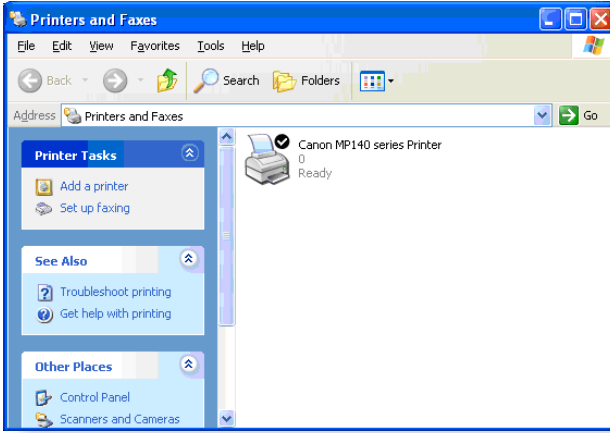 Printers and Faxes
File Edit View Favorites Tools Help
Back Search Folders
Address Printers and Faxes Go
Printer Tasks
Add a printer
Set up faxing
See Also
Troubleshoot printing
Get help with printing
Other Places
Control Panel
Scanners and Cameras
Canon MP140 series Printer
0
Ready